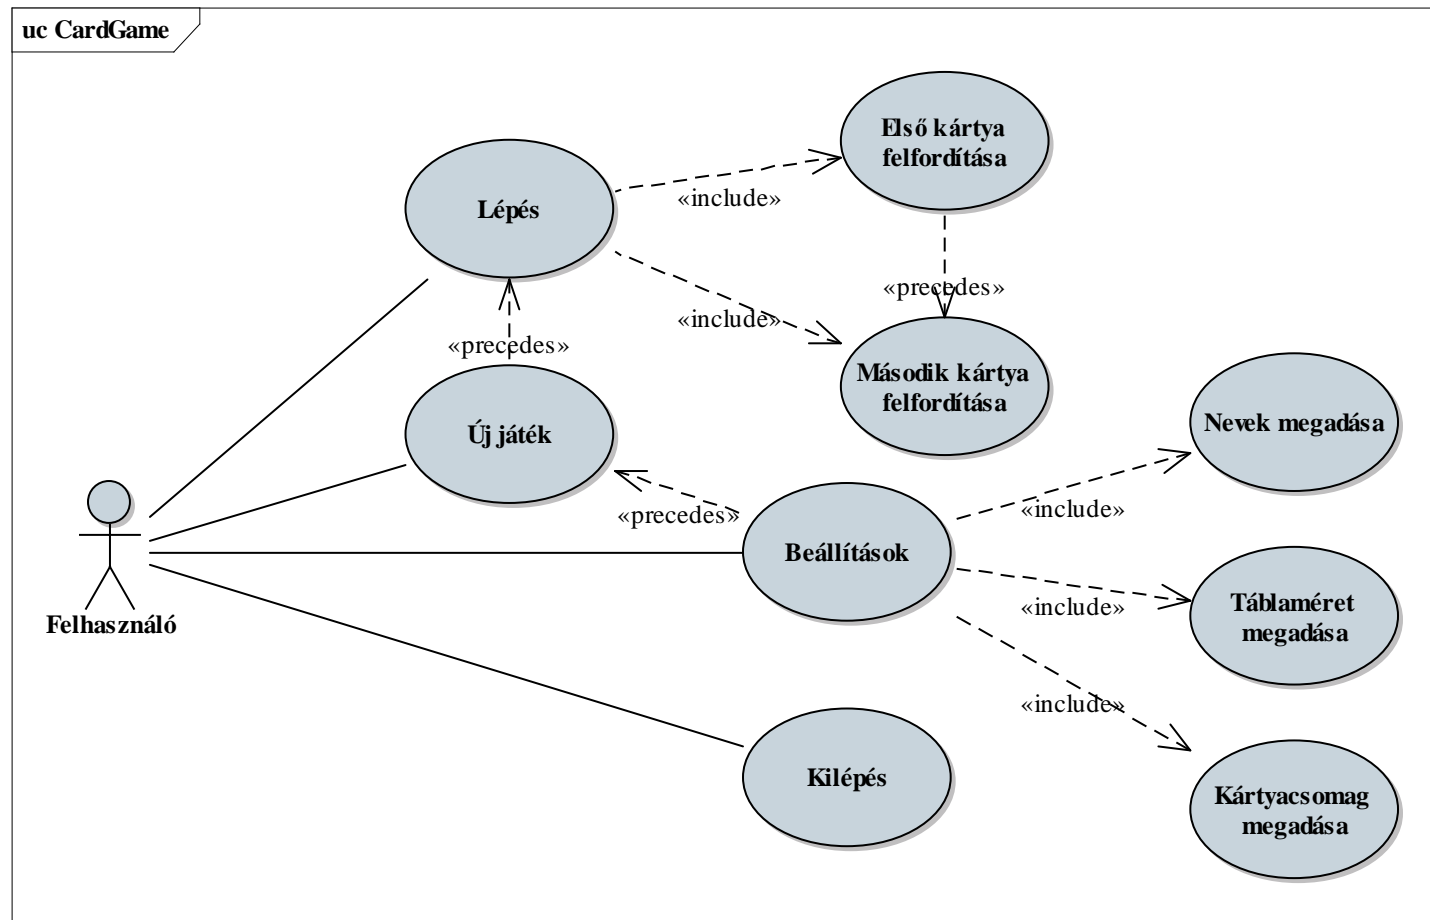 uc CardGame
Első kártya
felfordítása
Lépés
«include»
«precedes»
«include»
«precedes»
Második kártya
felfordítása
Nevek megadása
Új játék
«precedes»
«include»
Beállítások
Táblaméret
megadása
«include»
Felhasználó
«include»
Kilépés
Kártyacsomag
megadása